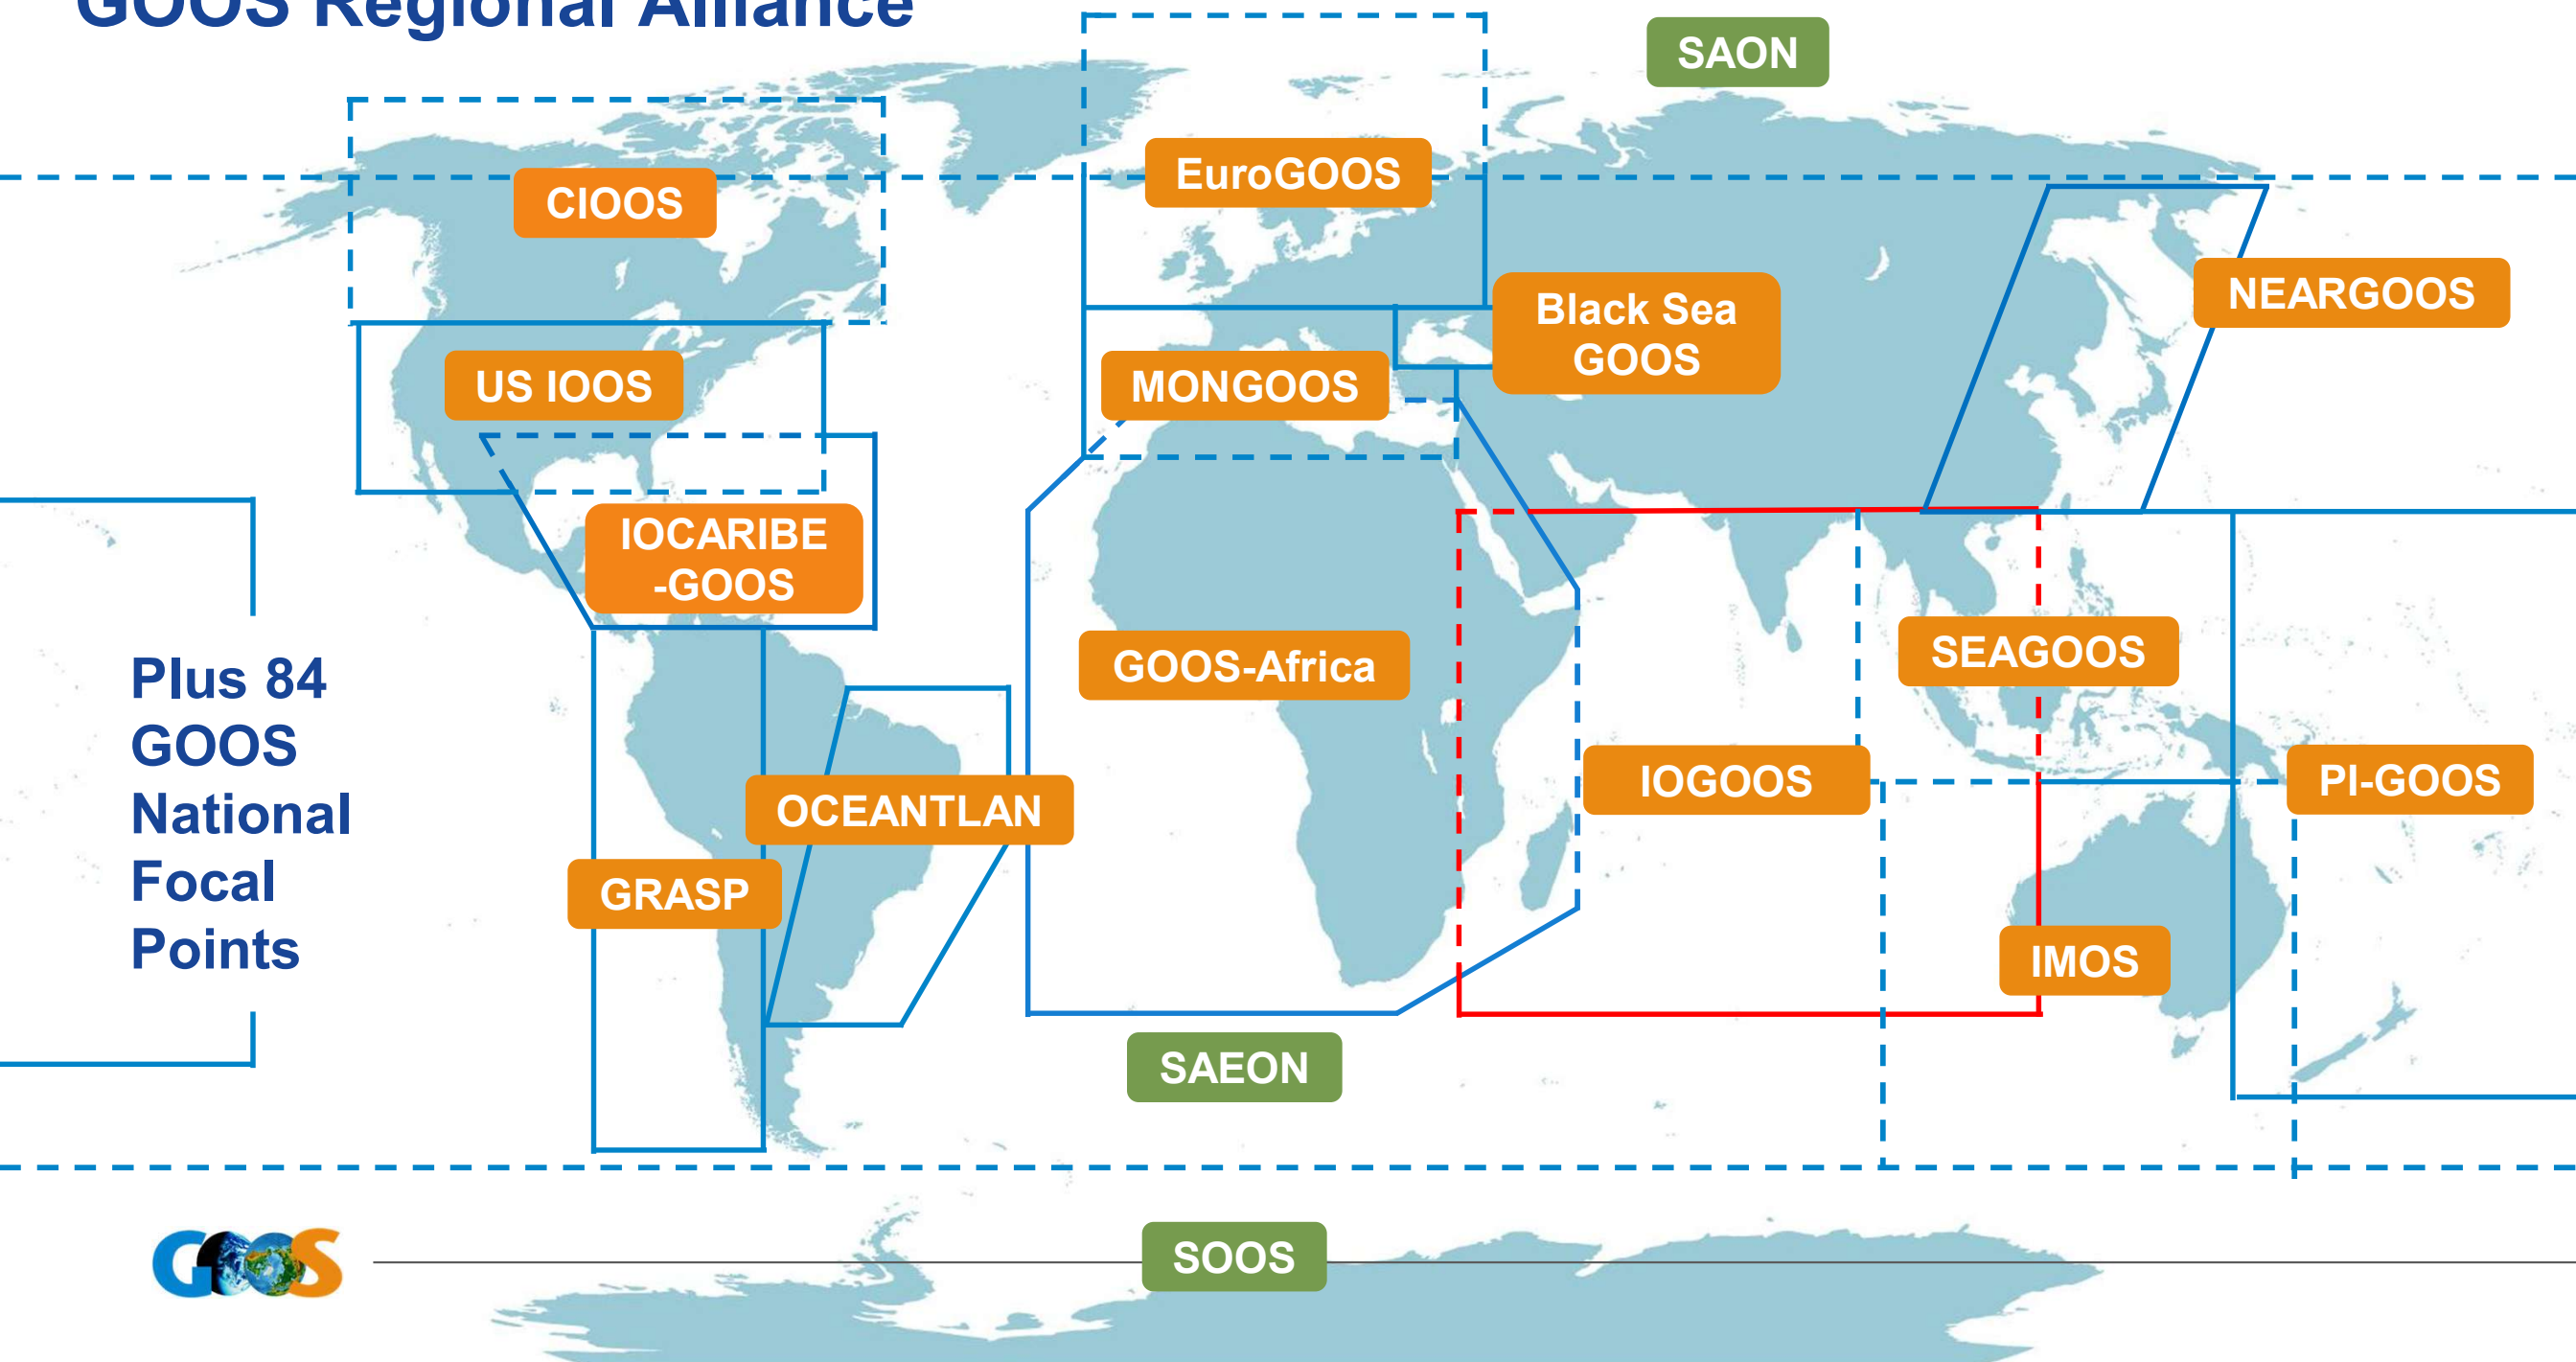 GOOS Regional Alliance
SAON
EuroGOOS
CIOOS
NEARGOOS
Black Sea
GOOS
US IOOS
MONGOOS
IOCARIBE
-GOOS
GOOS-Africa
SEAGOOS
Plus 84
GOOS
National
Focal
Points
IOGOOS
PI-GOOS
OCEANTLAN
GRASP
IMOS
SAEON
SOOS
GOOS